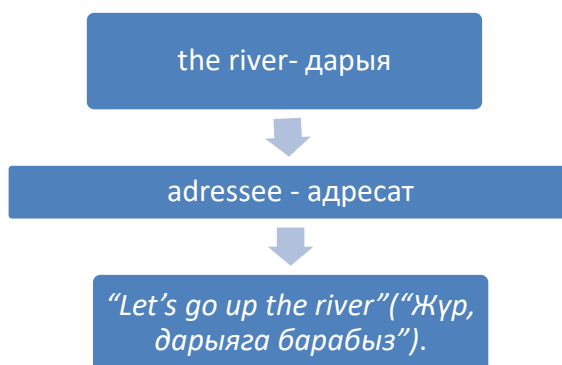 the river- дарыя
adressee - адресат
“Let’s go up the river”(“Жүр,
дарыяга барабыз”).